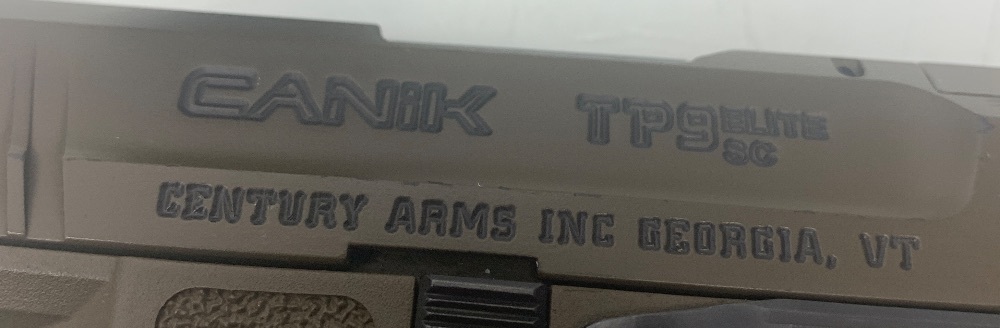 CANiK TP9 ELITE SC
CENTURY ARMS INC GEORGIA, VT